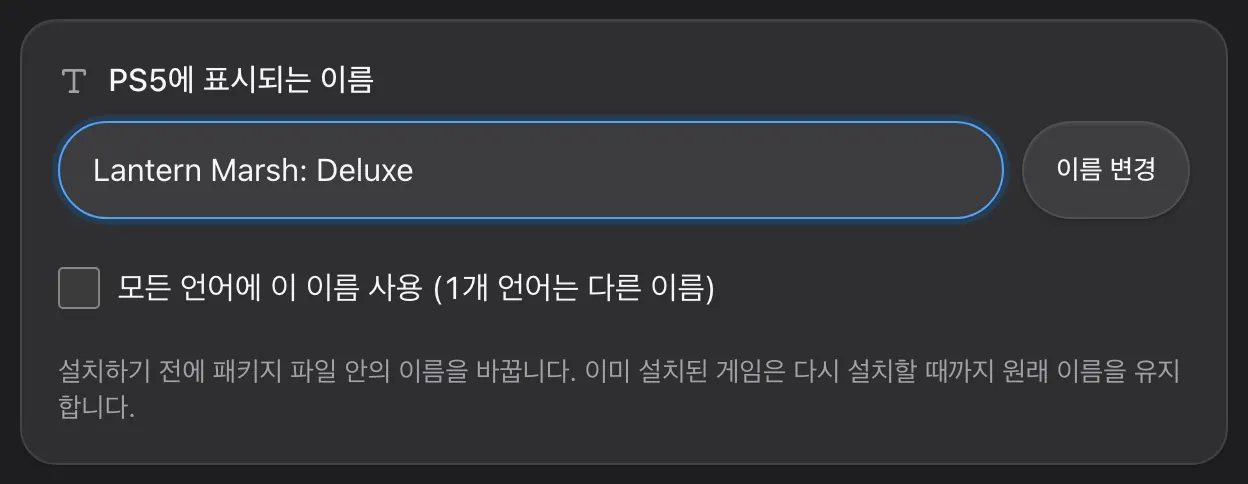 PS5에 표시되는 이름
Lantern Marsh: Deluxe
이름 변경
모든 언어에 이 이름 사용 (1개 언어는 다른 이름)
설치하기 전에 패키지 파일 안의 이름을 바꿉니다. 이미 설치된 게임은 다시 설치할 때까지 원래 이름을 유지
합니다.